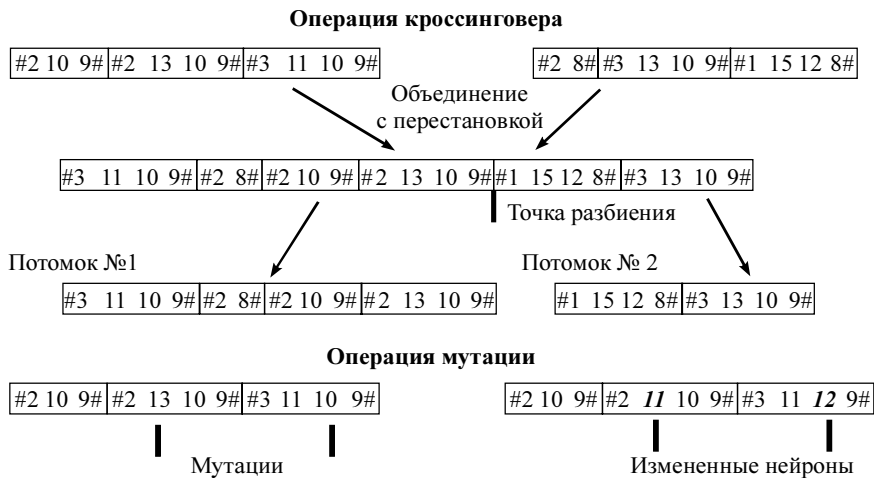 Операция кроссинговера
#2 10 9# #2 13 10 9# #3 11 10 9# #2 8# #3 13 10 9# #1 15 12 8#
Объединение
с перестановкой
#3 11 10 9# #2 8# #2 10 9# #2 13 10 9# #1 15 12 8# #3 13 10 9#
Точка разбиения
Потомок №1 Потомок № 2
#3 11 10 9# #2 8# #2 10 9# #2 13 10 9# #1 15 12 8# #3 13 10 9#
Операция мутации
#2 10 9# #2 13 10 9# #3 11 10 9# #2 10 9# #2 11 10 9# #3 11 12 9#
Мутации Измененные нейроны